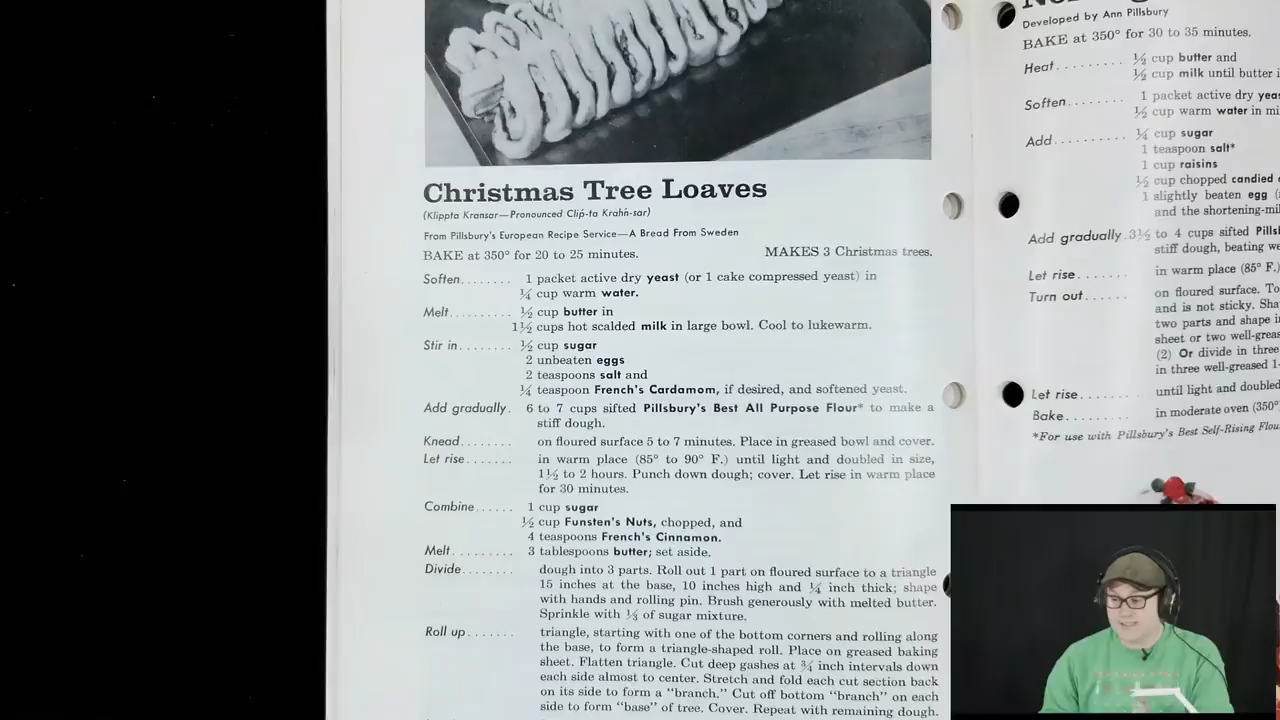 Christmas Tree Loaves
(Klippta Kransar—Pronounced Clip-ta Krahn-sar)
From Pillsbury's European Recipe Service—A Bread From Sweden
BAKE at 350° for 20 to 25 minutes. MAKES 3 Christmas trees.
Soften........ 1 packet active dry yeast (or 1 cake compressed yeast) in
¼ cup warm water.
Melt......... ½ cup butter in
1½ cups hot scalded milk in large bowl. Cool to lukewarm.
Stir in........ ½ cup sugar
2 unbeaten eggs
2 teaspoons salt and
¼ teaspoon French's Cardamom, if desired, and softened yeast.
Add gradually. 6 to 7 cups sifted Pillsbury's Best All Purpose Flour* to make a
stiff dough.
Knead........ on floured surface 5 to 7 minutes. Place in greased bowl and cover.
Let rise....... in warm place (85° to 90° F.) until light and doubled in size,
1½ to 2 hours. Punch down dough; cover. Let rise in warm place
for 30 minutes.
Combine...... 1 cup sugar
½ cup Funsten's Nuts, chopped, and
4 teaspoons French's Cinnamon.
Melt......... 3 tablespoons butter; set aside.
Divide........ dough into 3 parts. Roll out 1 part on floured surface to a triangle
15 inches at the base, 10 inches high and ¼ inch thick; shape
with hands and rolling pin. Brush generously with melted butter.
Sprinkle with ⅓ of sugar mixture.
Roll up....... triangle, starting with one of the bottom corners and rolling along
the base, to form a triangle-shaped roll. Place on greased baking
sheet. Flatten triangle. Cut deep gashes at ¾ inch intervals down
each side almost to center. Stretch and fold each cut section back
on its side to form a "branch." Cut off bottom "branch" on each
side to form "base" of tree. Cover. Repeat with remaining dough.
Developed by Ann Pillsbury
BAKE at 350° for 30 to 35 minutes.
Heat......... ½ cup butter and
½ cup milk until butter
Soften........ 1 packet active dry
½ cup warm water in
Add ......... ¼ cup sugar
1 teaspoon salt*
1 cup raisins
½ cup chopped candied
1 slightly beaten egg
and the shortening-
Add gradually. 3½ to 4 cups sifted
stiff dough, beating
Let rise....... in warm place (85° F.)
Turn out...... on floured surface. To
and is not sticky.
two parts and shape
sheet or two
(2) Or divide in three
in three well-greased
Let rise....... until light and doubled
Bake......... in moderate oven (350°
*For use with Pillsbury's Best Self-Rising